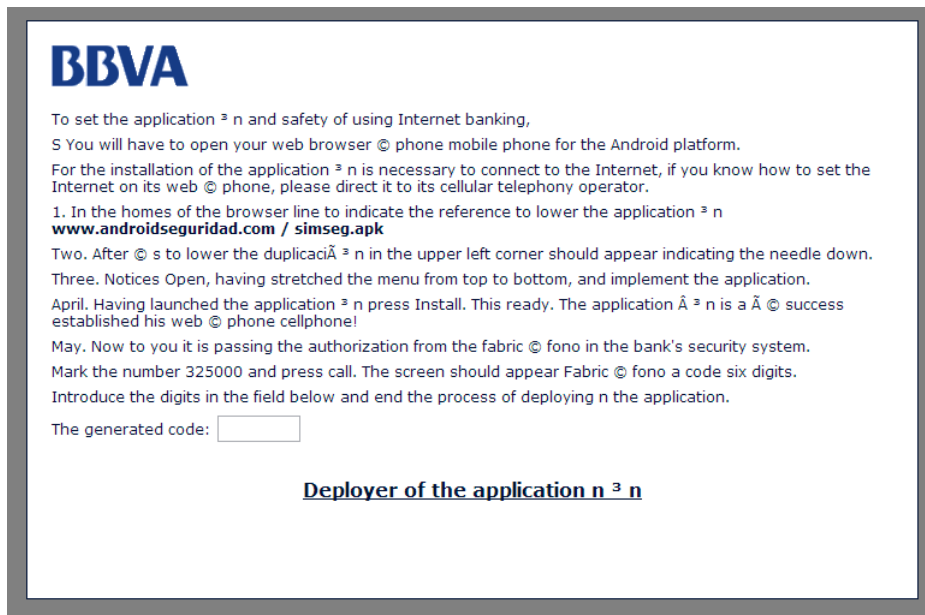 BBVA
To set the application ³ n and safety of using Internet banking,
S You will have to open your web browser © phone mobile phone for the Android platform.
For the installation of the application ³ n is necessary to connect to the Internet, if you know how to set the
Internet on its web © phone, please direct it to its cellular telephony operator.
1. In the homes of the browser line to indicate the reference to lower the application ³ n
www.androidseguridad.com / simseg.apk
Two. After © s to lower the duplicaciÃ ³ n in the upper left corner should appear indicating the needle down.
Three. Notices Open, having stretched the menu from top to bottom, and implement the application.
April. Having launched the application ³ n press Install. This ready. The application Â ³ n is a Ã © success
established his web © phone cellphone!
May. Now to you it is passing the authorization from the fabric © fono in the bank's security system.
Mark the number 325000 and press call. The screen should appear Fabric © fono a code six digits.
Introduce the digits in the field below and end the process of deploying n the application.
The generated code:
Deployer of the application n ³ n